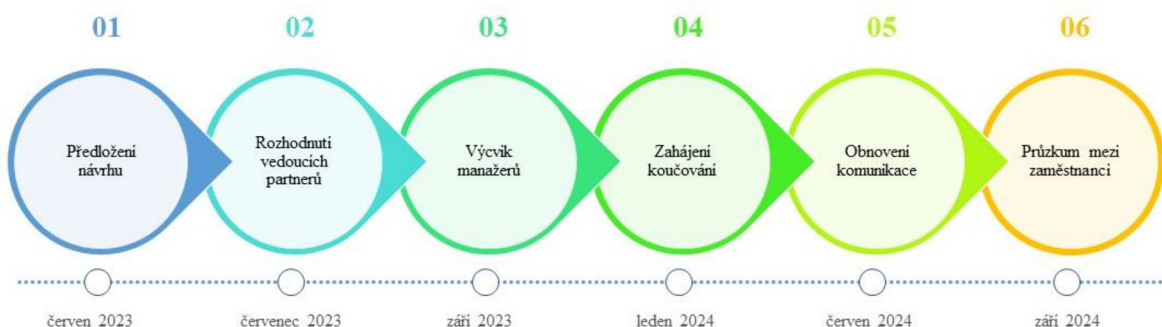 01
02
03
04
05
06
Předložení
návrhu
Rozhodnutí
vedoucích
partnerů
Výcvik
manažerů
Zahájení
koučování
Obnovení
komunikace
Průzkum mezi
zaměstnanci
červen 2023
červenec 2023
září 2023
leden 2024
červen 2024
září 2024